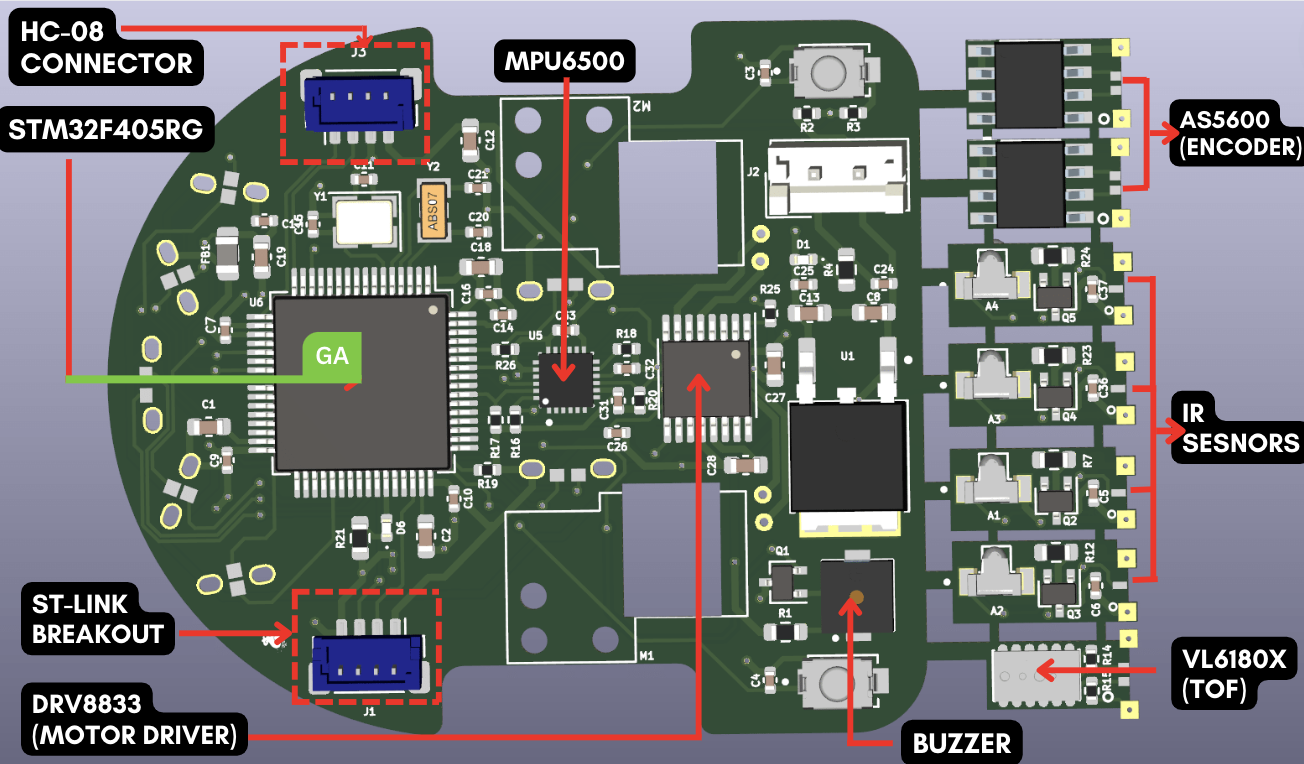 HC-08
CONNECTOR
STM32F405RG
MPU6500
AS5600
(ENCODER)
IR
SESNORS
VL6180X
(TOF)
BUZZER
ST-LINK
BREAKOUT
DRV8833
(MOTOR DRIVER)
GA
J3
C11
Y1
Y2
ABS07
C12
C21
C20
C18
C16
C14
R26
FB1
C19
U6
C7
C1
C9
R17
R16
R19
C10
R21
D6
C2
J1
M2
U5
R18
C32
C31
R20
C26
C28
M1
C3
R2
R3
J2
D1
C25
R4
C24
R25
C13
C8
U1
C27
Q1
R1
C4
R24
C37
A4
Q5
R23
C36
A3
Q4
R7
C5
A1
Q2
R12
C6
A2
Q3
R14
R15